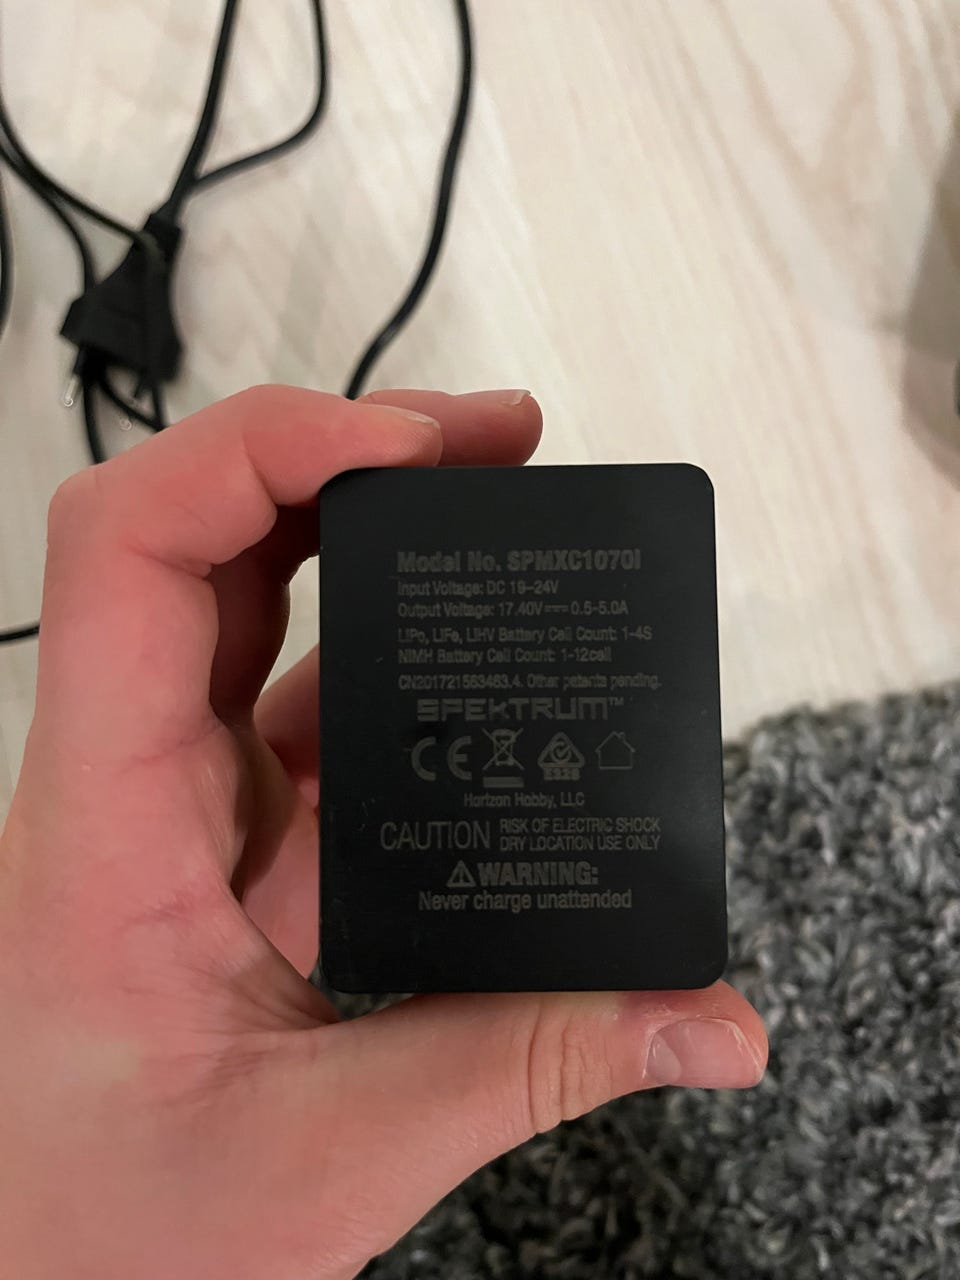 Model No. SPMXC1070I
Input Voltage: DC 19–24V
Output Voltage: 17.40V 0.5-5.0A
LiPo, LiFe, LiHV Battery Cell Count: 1-4S
NiMH Battery Cell Count: 1-12cell
CN201721563463.4. Other patents pending.
SPEKTRUM™
CE
E326
Horizon Hobby, LLC
CAUTION RISK OF ELECTRIC SHOCK
DRY LOCATION USE ONLY
WARNING:
Never charge unattended